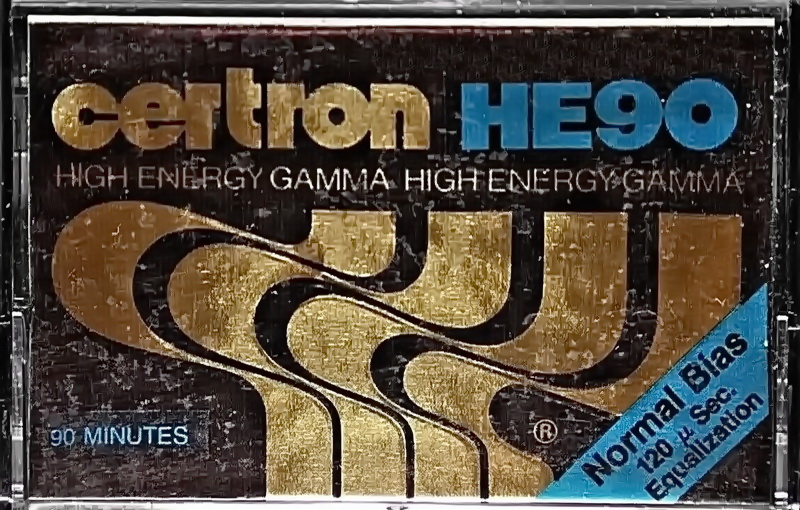 certron HE90
HIGH ENERGY GAMMA HIGH ENERGY GAMMA
90 MINUTES
®
Normal Bias
120 μ Sec.
Equalization